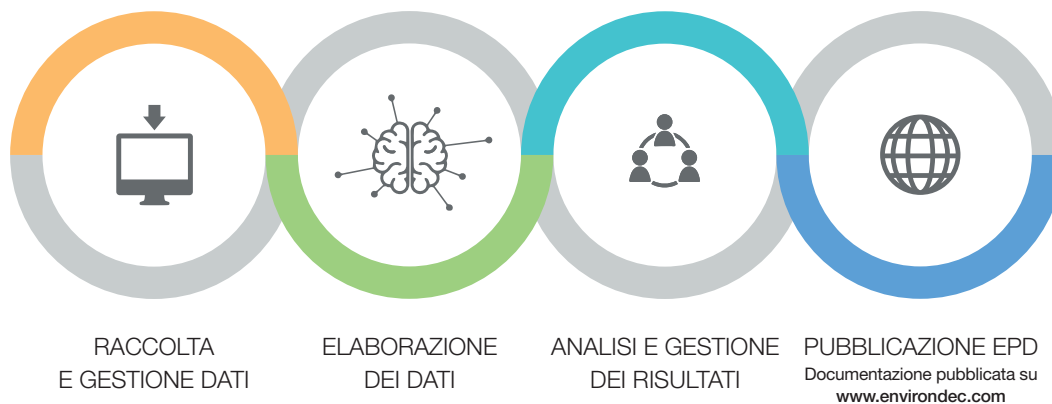 RACCOLTA
E GESTIONE DATI
ELABORAZIONE
DEI DATI
ANALISI E GESTIONE
DEI RISULTATI
PUBBLICAZIONE EPD
Documentazione pubblicata su
www.environdec.com